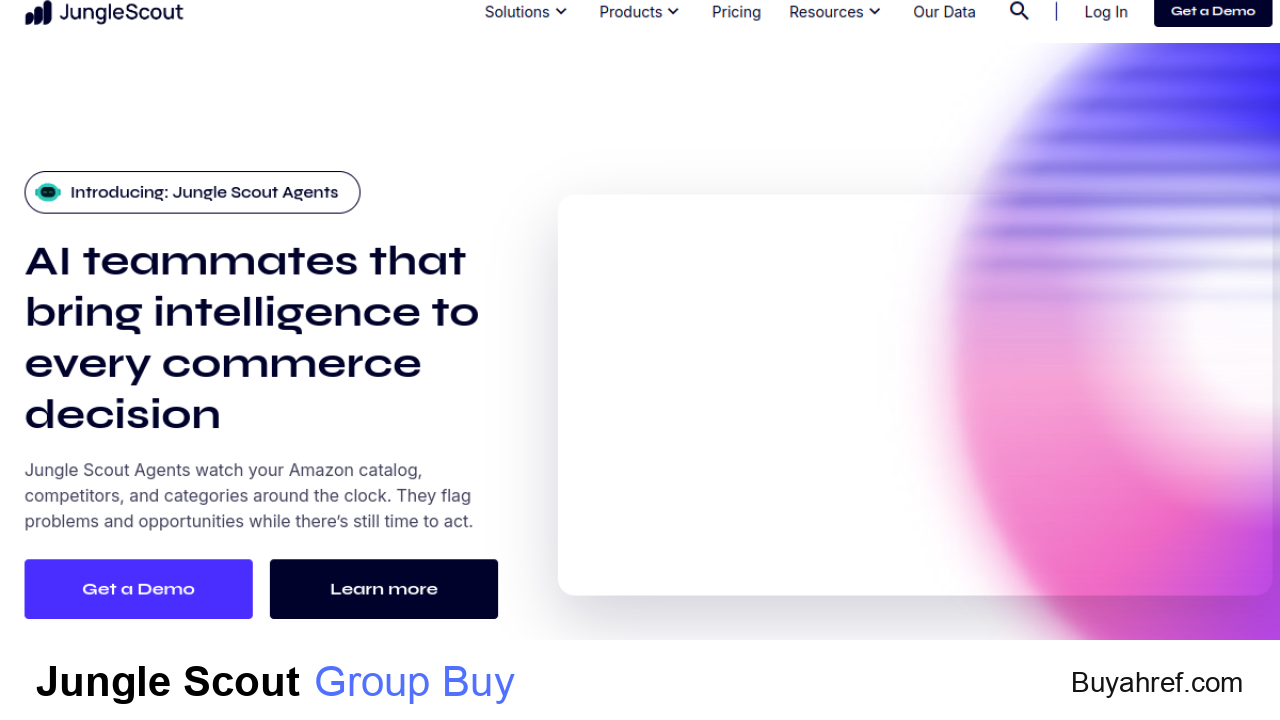 JungleScout
Solutions Products Pricing Resources Our Data Log In Get a Demo
Introducing: Jungle Scout Agents
AI teammates that
bring intelligence to
every commerce
decision
Jungle Scout Agents watch your Amazon catalog,
competitors, and categories around the clock. They flag
problems and opportunities while there's still time to act.
Get a Demo Learn more
Jungle Scout Group Buy
Buyahref.com